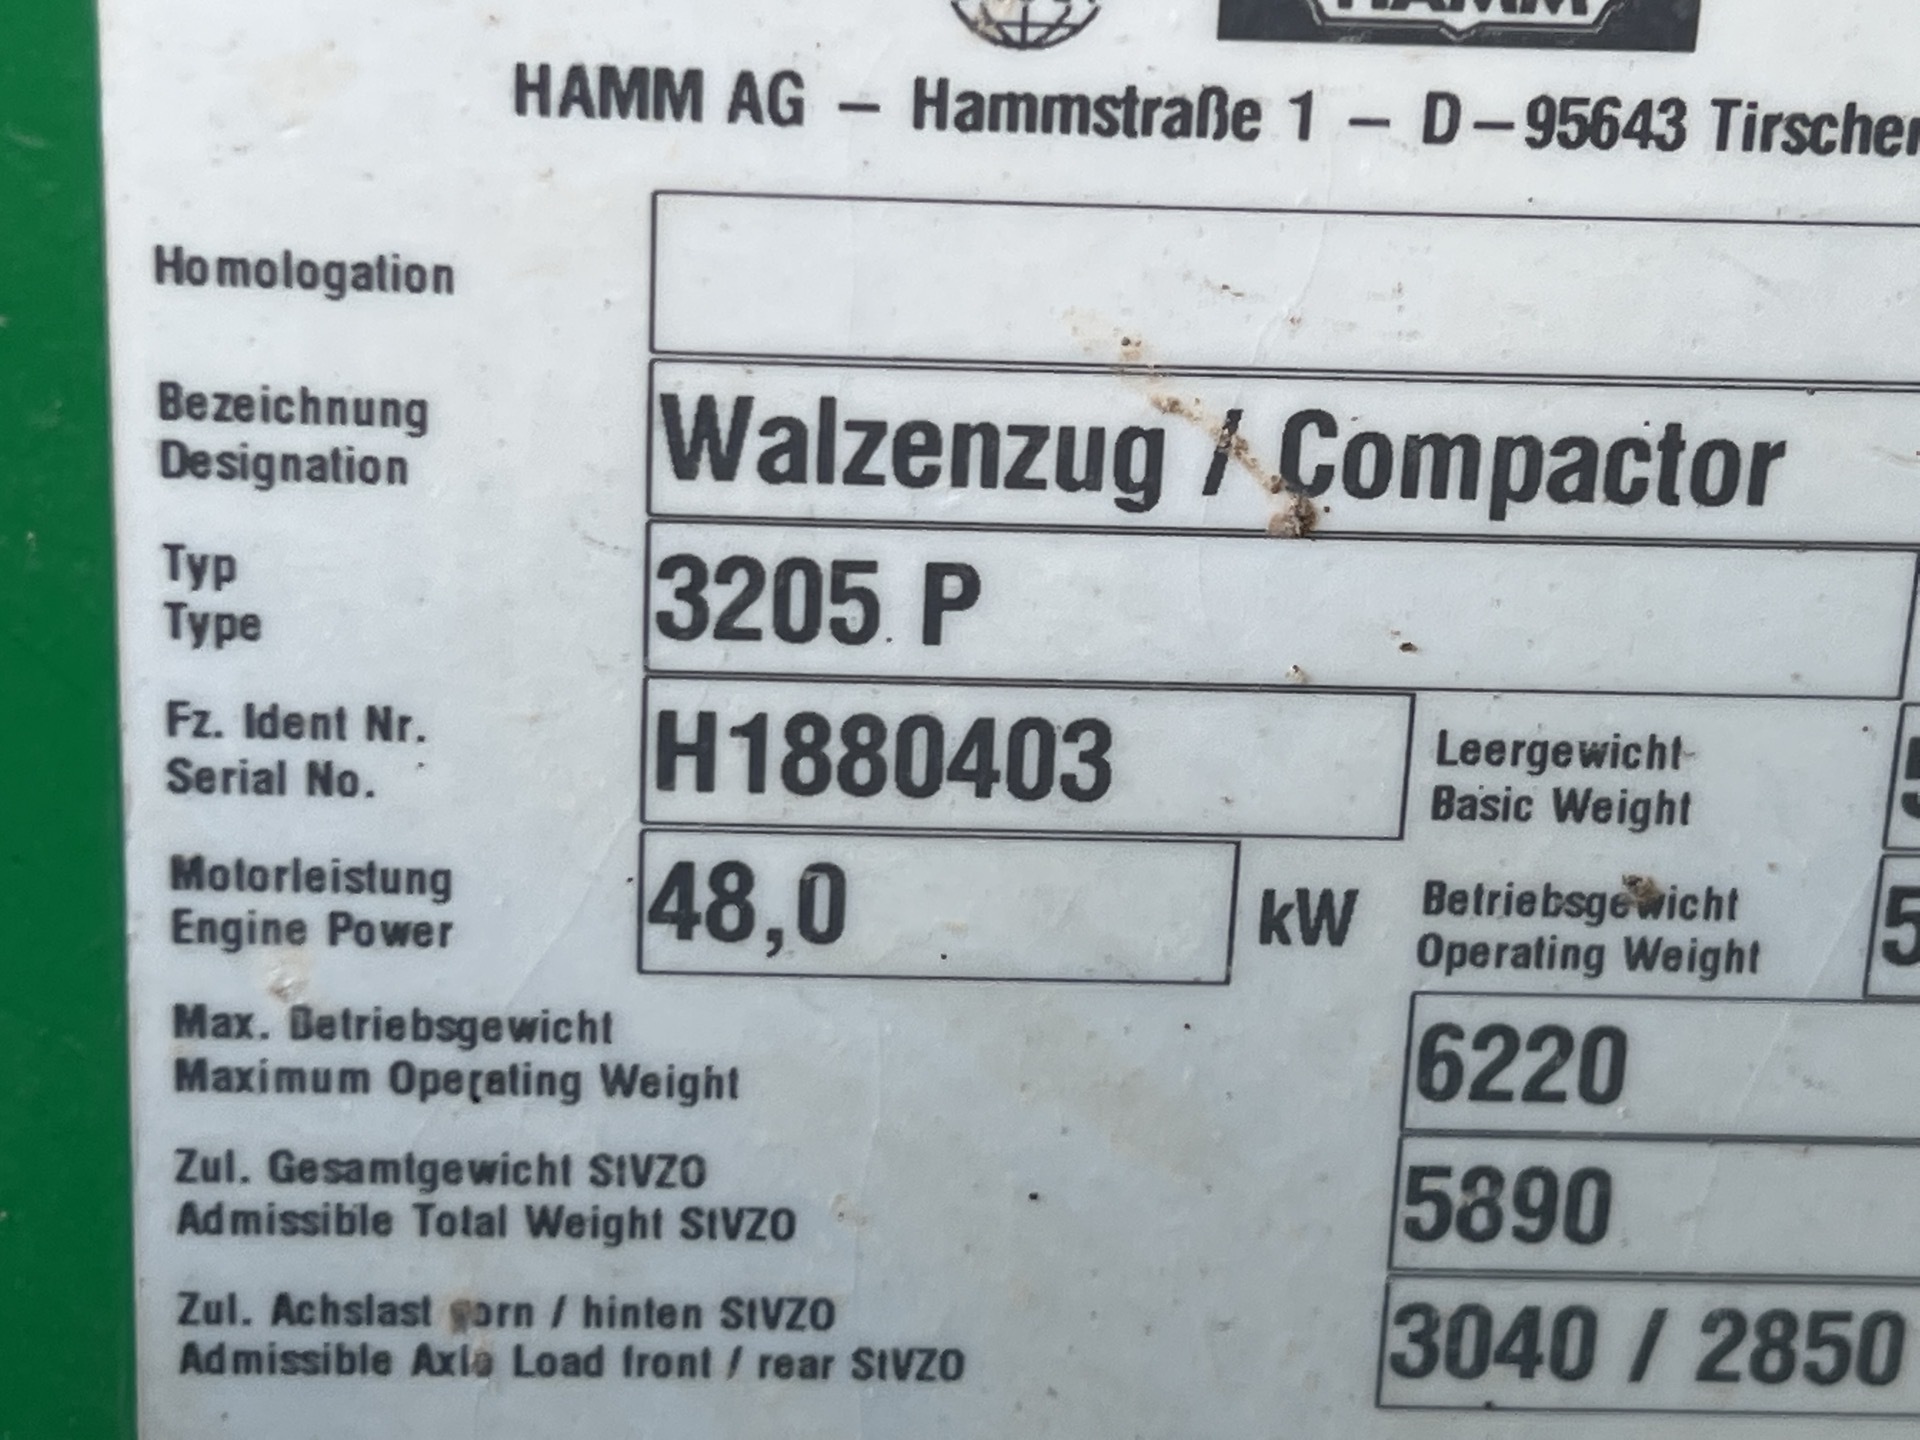 HAMM
HAMM AG – Hammstraße 1 – D–95643
Homologation
Bezeichnung
Designation
Walzenzug / Compactor
Typ
Type
3205 P
Fz. Ident Nr.
Serial No.
H1880403
Leergewicht
Basic Weight
Motorleistung
Engine Power
48,0 kW
Betriebsgewicht
Operating Weight
5
Max. Betriebsgewicht
Maximum Operating Weight
6220
Zul. Gesamtgewicht StVZO
Admissible Total Weight StVZO
5890
Zul. Achslast vorn / hinten StVZO
Admissible Axle Load front / rear StVZO
3040 / 2850